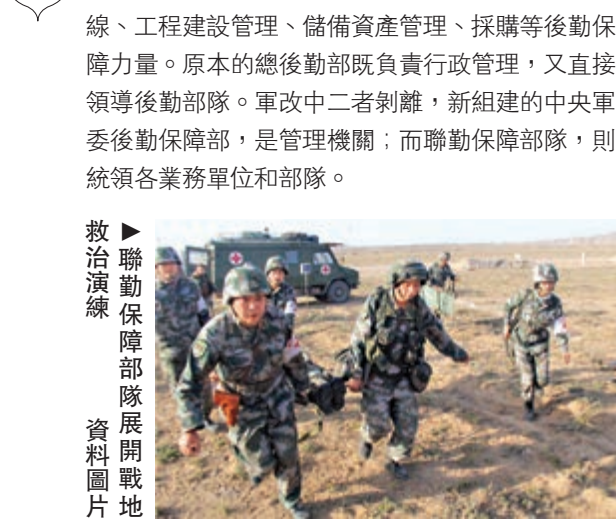 線、工程建設管理、儲備資產管理、採購等後勤保
障力量。原本的總後勤部既負責行政管理，又直接
領導後勤部隊。軍改中二者剝離，新組建的中央軍
委後勤保障部，是管理機關；而聯勤保障部隊，則
統領各業務單位和部隊。
▶聯勤保障部隊展開戰地
救治演練　資料圖片